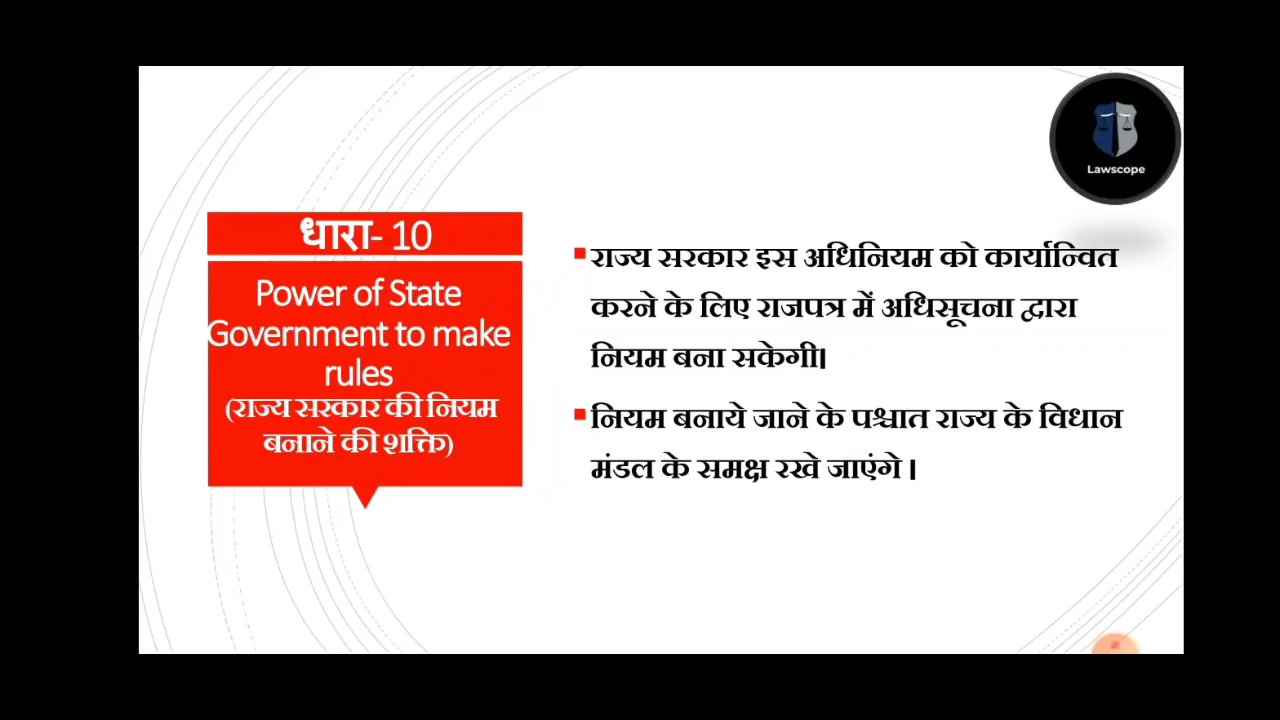 Lawscope
धारा- 10
Power of State
Government to make
rules
(राज्य सरकार की नियम
बनाने की शक्ति)
राज्य सरकार इस अधिनियम को कार्यान्वित
करने के लिए राजपत्र में अधिसूचना द्वारा
नियम बना सकेगी।
नियम बनाये जाने के पश्चात राज्य के विधान
मंडल के समक्ष रखे जाएंगे ।